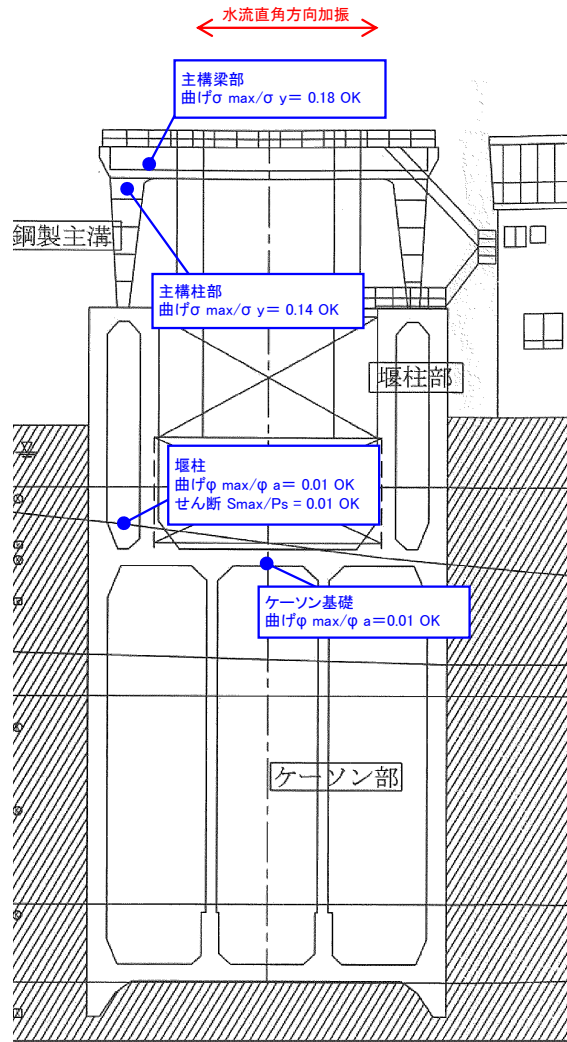 水流直角方向加振
主構梁部
曲げσ max/σ y＝ 0.18 OK
鋼製主溝
主構柱部
曲げσ max/σ y＝ 0.14 OK
堰柱部
堰柱
曲げφ max/φ a＝ 0.01 OK
せん断 Smax/Ps = 0.01 OK
ケーソン基礎
曲げφ max/φ a＝0.01 OK
ケーソン部